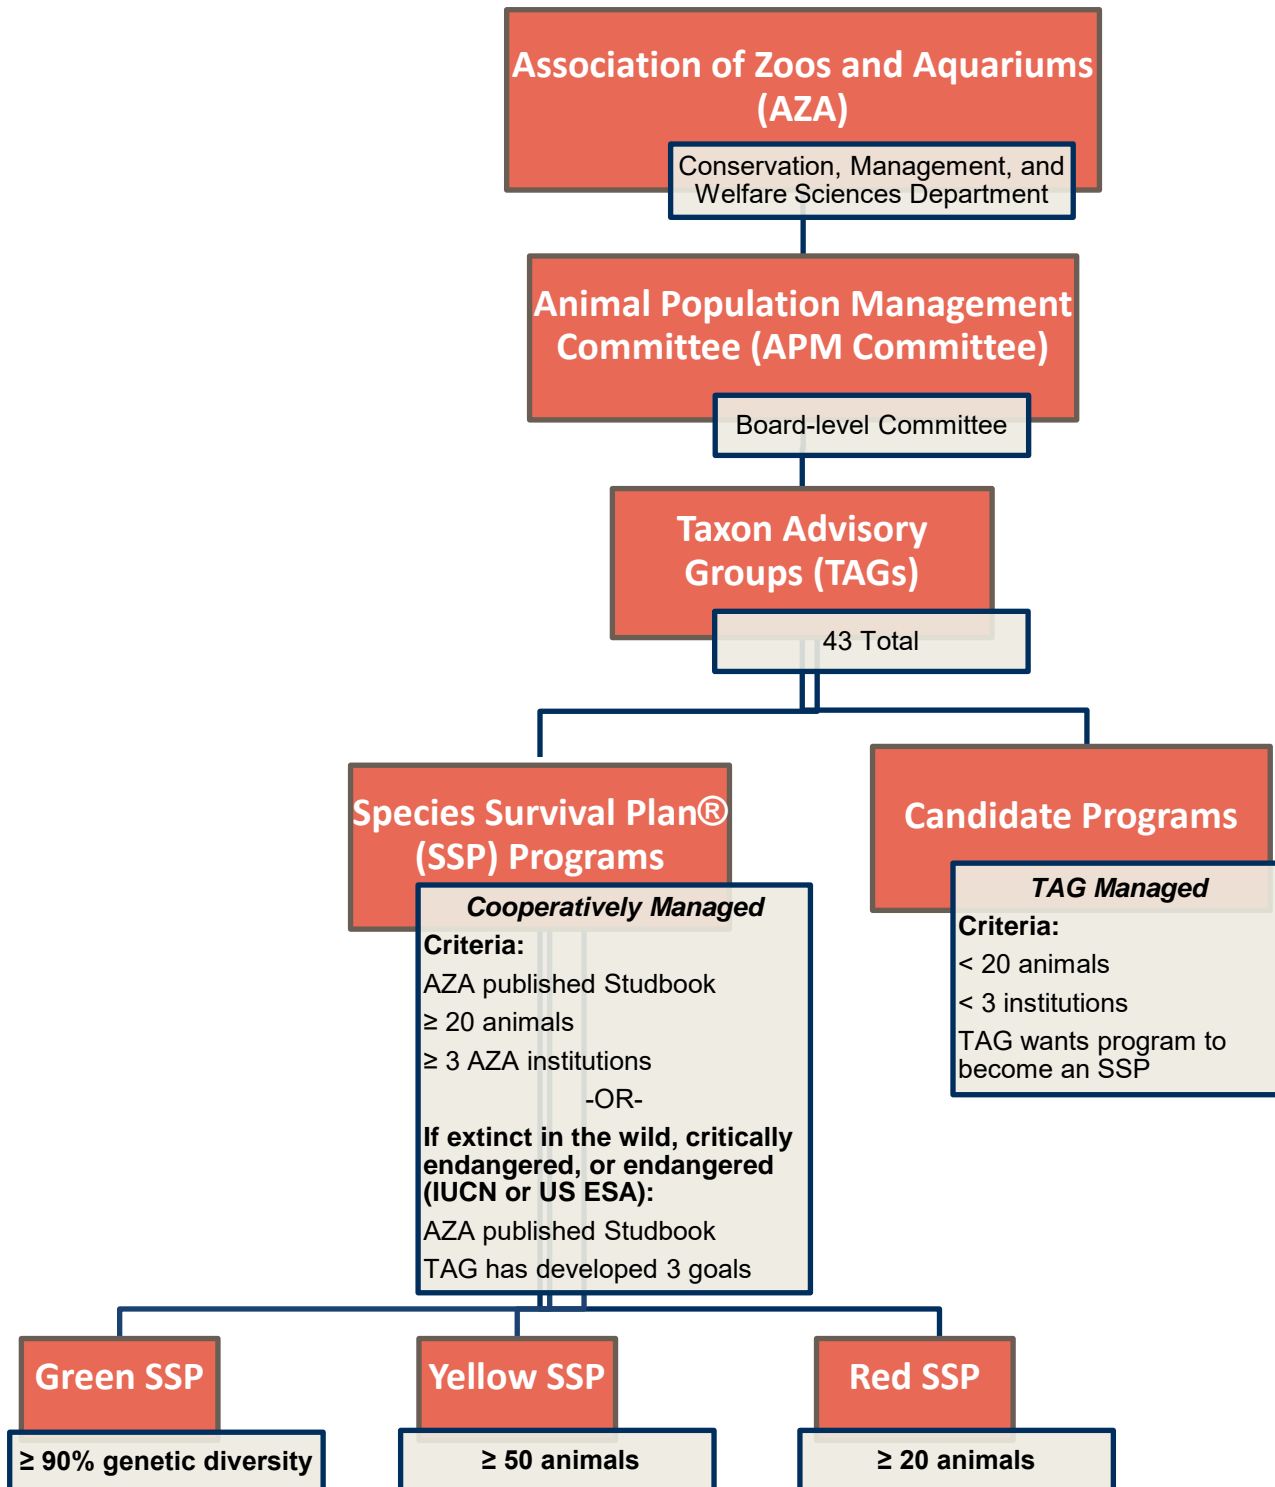 Association of Zoos and Aquariums
(AZA)
Conservation, Management, and
Welfare Sciences Department
Animal Population Management
Committee (APM Committee)
Board-level Committee
Taxon Advisory
Groups (TAGs)
43 Total
Species Survival Plan®
(SSP) Programs
Cooperatively Managed
Criteria:
AZA published Studbook
≥ 20 animals
≥ 3 AZA institutions
-OR-
If extinct in the wild, critically
endangered, or endangered
(IUCN or US ESA):
AZA published Studbook
TAG has developed 3 goals
Candidate Programs
TAG Managed
Criteria:
< 20 animals
< 3 institutions
TAG wants program to
become an SSP
Green SSP
≥ 90% genetic diversity
Yellow SSP
≥ 50 animals
Red SSP
≥ 20 animals